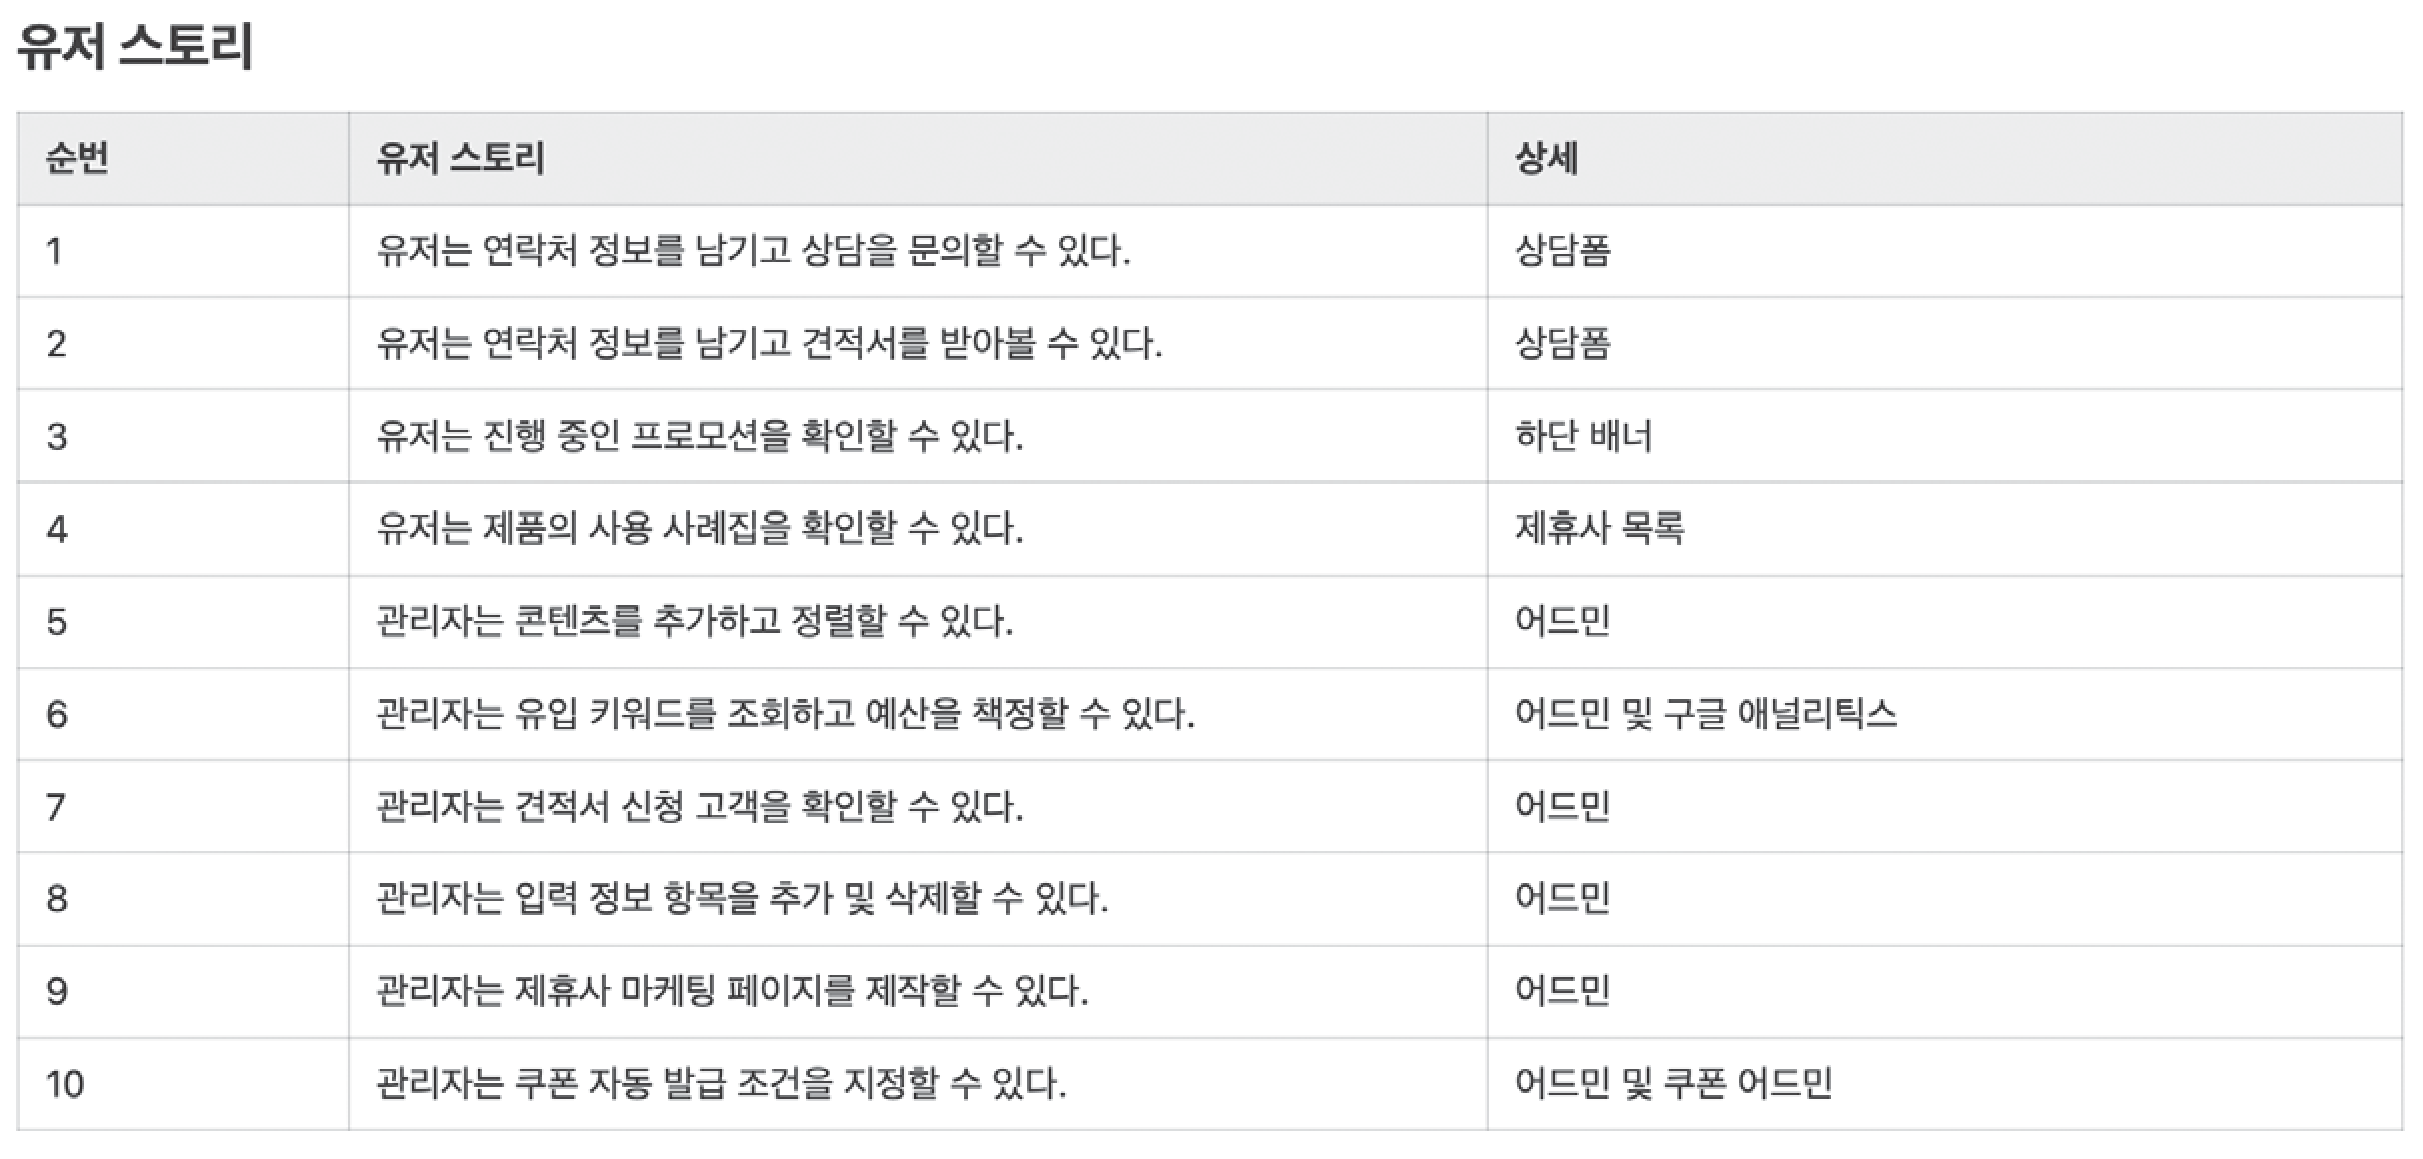 유저 스토리
순번 유저 스토리 상세
1 유저는 연락처 정보를 남기고 상담을 문의할 수 있다. 상담폼
2 유저는 연락처 정보를 남기고 견적서를 받아볼 수 있다. 상담폼
3 유저는 진행 중인 프로모션을 확인할 수 있다. 하단 배너
4 유저는 제품의 사용 사례집을 확인할 수 있다. 제휴사 목록
5 관리자는 콘텐츠를 추가하고 정렬할 수 있다. 어드민
6 관리자는 유입 키워드를 조회하고 예산을 책정할 수 있다. 어드민 및 구글 애널리틱스
7 관리자는 견적서 신청 고객을 확인할 수 있다. 어드민
8 관리자는 입력 정보 항목을 추가 및 삭제할 수 있다. 어드민
9 관리자는 제휴사 마케팅 페이지를 제작할 수 있다. 어드민
10 관리자는 쿠폰 자동 발급 조건을 지정할 수 있다. 어드민 및 쿠폰 어드민